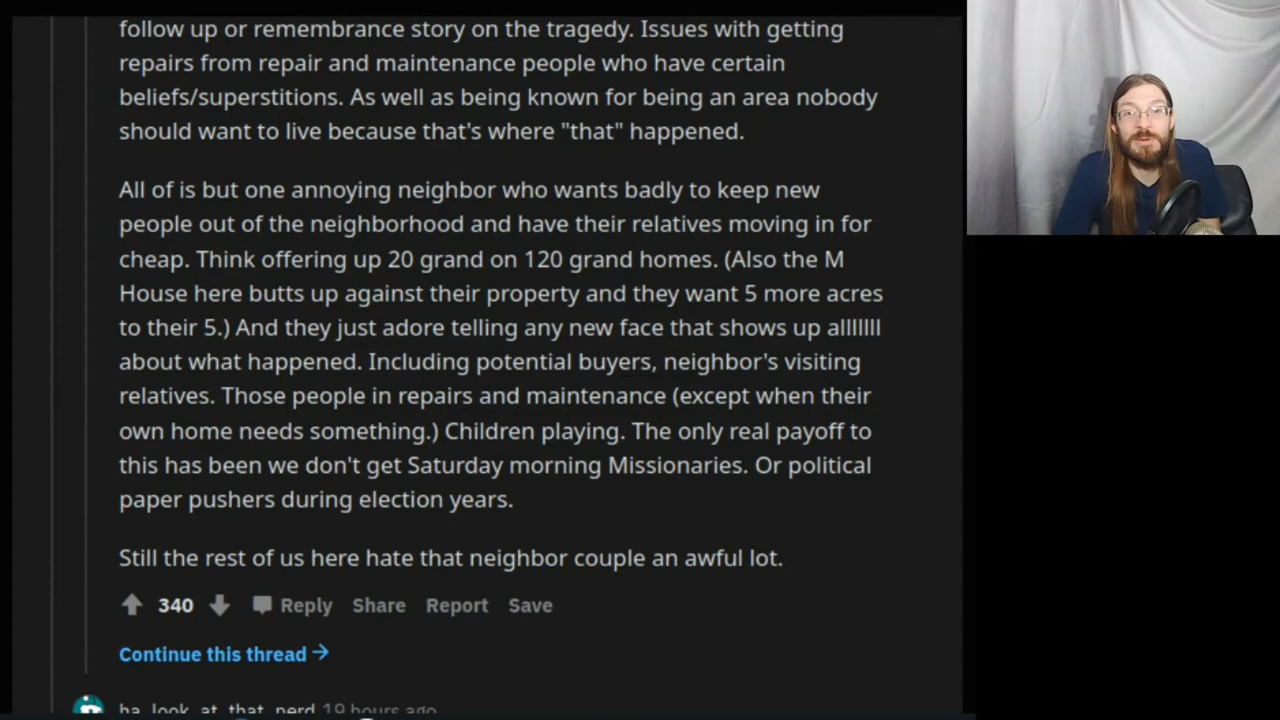 follow up or remembrance story on the tragedy. Issues with getting
repairs from repair and maintenance people who have certain
beliefs/superstitions. As well as being known for being an area nobody
should want to live because that's where "that" happened.
All of is but one annoying neighbor who wants badly to keep new
people out of the neighborhood and have their relatives moving in for
cheap. Think offering up 20 grand on 120 grand homes. (Also the M
House here butts up against their property and they want 5 more acres
to their 5.) And they just adore telling any new face that shows up alllllll
about what happened. Including potential buyers, neighbor's visiting
relatives. Those people in repairs and maintenance (except when their
own home needs something.) Children playing. The only real payoff to
this has been we don't get Saturday morning Missionaries. Or political
paper pushers during election years.
Still the rest of us here hate that neighbor couple an awful lot.
340 Reply Share Report Save
Continue this thread →
ha_look_at_that_nerd 19 hours ago